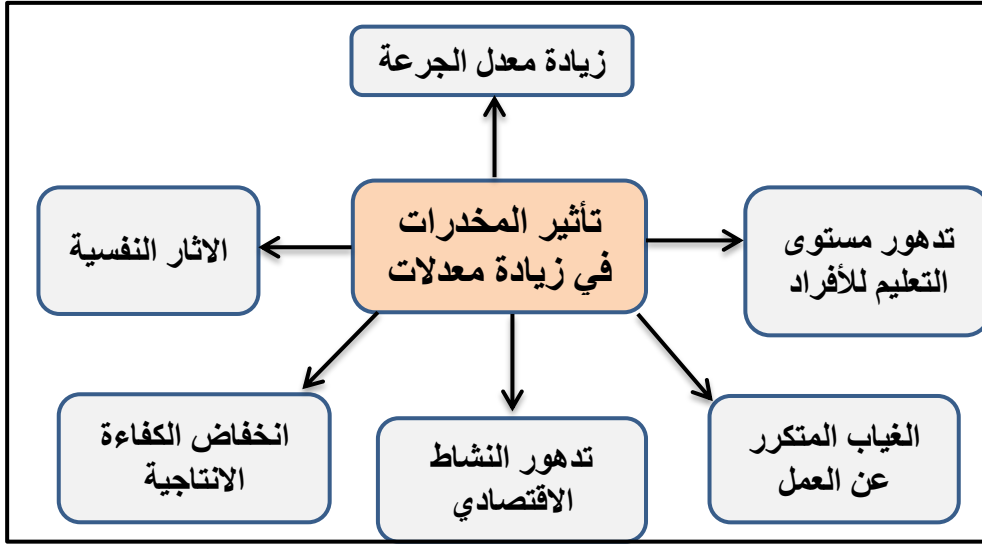 زيادة معدل الجرعة
تأثير المخدرات
في زيادة معدلات
تدهور مستوى
التعليم للأفراد
الاثار النفسية
الغياب المتكرر
عن العمل
تدهور النشاط
الاقتصادي
انخفاض الكفاءة
الانتاجية